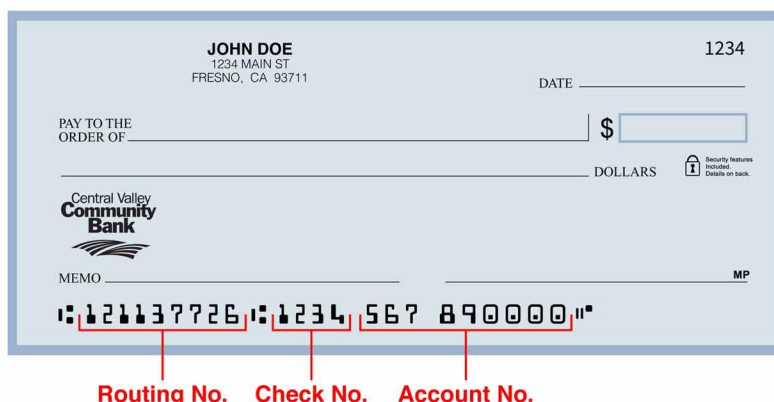 JOHN DOE
1234 MAIN ST
FRESNO, CA 93711
1234
DATE
PAY TO THE
ORDER OF
$
DOLLARS
Security features
Included.
Details on back.
Central Valley
Community
Bank
MEMO
MP
⑆121137726⑆1234 567 890000⑈
Routing No. Check No. Account No.